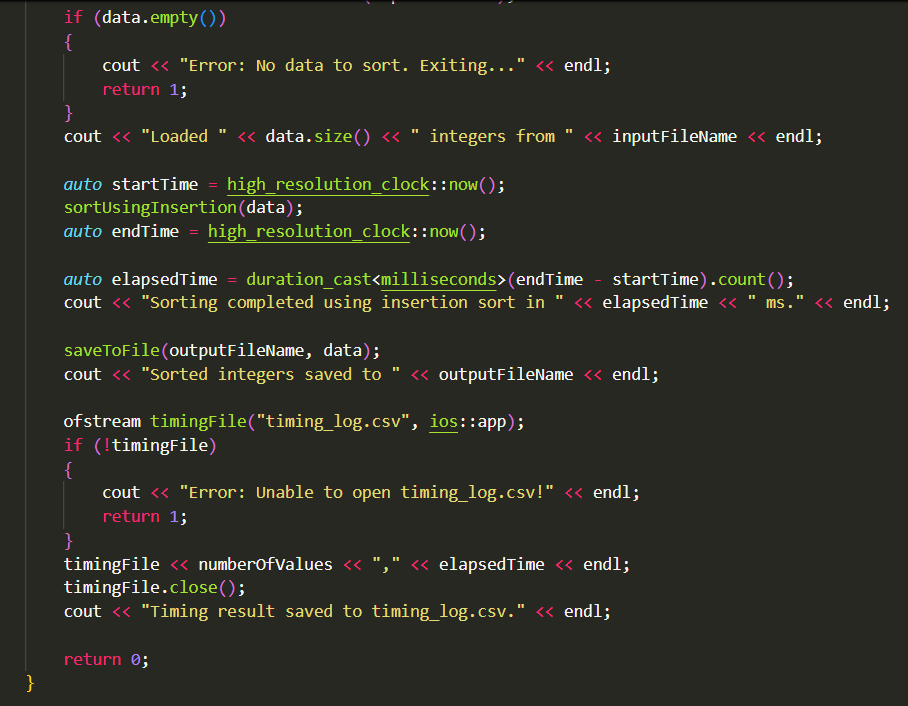 if (data.empty())
{
cout << "Error: No data to sort. Exiting..." << endl;
return 1;
}
cout << "Loaded " << data.size() << " integers from " << inputFileName << endl;
auto startTime = high_resolution_clock::now();
sortUsingInsertion(data);
auto endTime = high_resolution_clock::now();
auto elapsedTime = duration_cast<milliseconds>(endTime - startTime).count();
cout << "Sorting completed using insertion sort in " << elapsedTime << " ms." << endl;
saveToFile(outputFileName, data);
cout << "Sorted integers saved to " << outputFileName << endl;
ofstream timingFile("timing_log.csv", ios::app);
if (!timingFile)
{
cout << "Error: Unable to open timing_log.csv!" << endl;
return 1;
}
timingFile << numberOfValues << "," << elapsedTime << endl;
timingFile.close();
cout << "Timing result saved to timing_log.csv." << endl;
return 0;
}